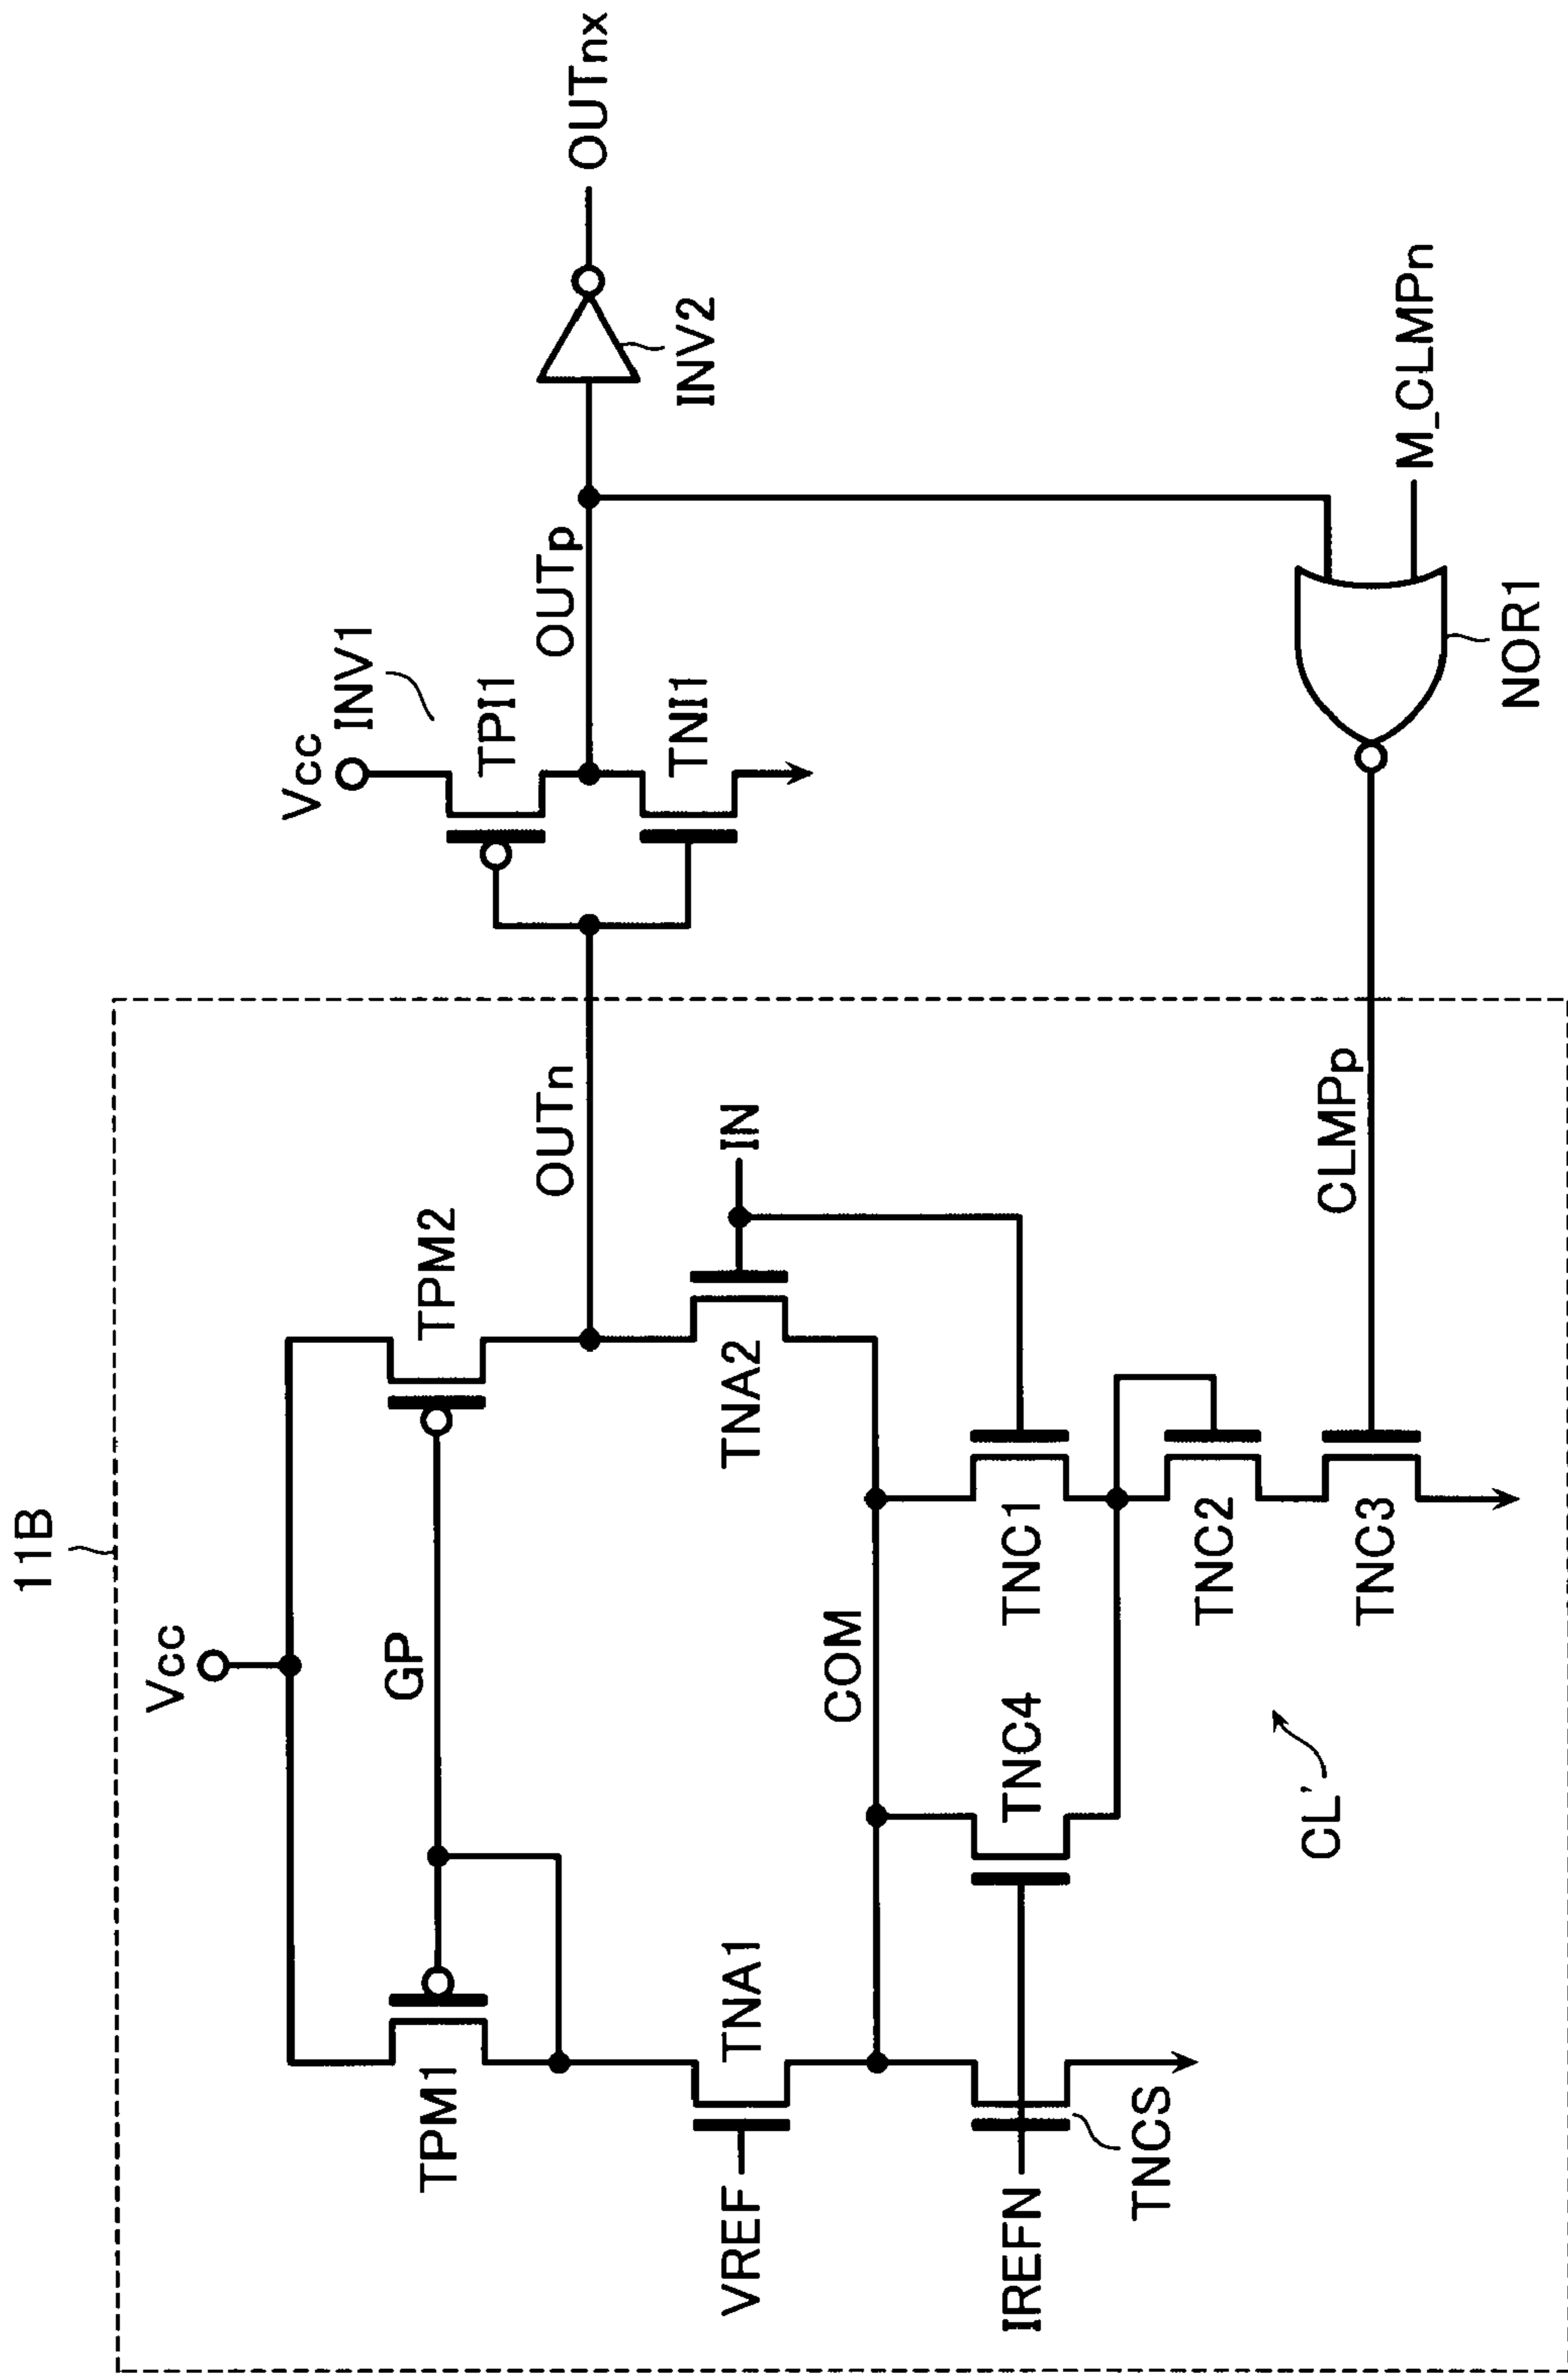 11B
Vcc
Vcc
INV1
TPM1
GP
TPM2
TPI1
OUTn
OUTp
OUTnx
TNI1
INV2
VREF
TNA1
TNA2
IN
COM
IREFN
TNC4
TNC1
TNCS
TNC2
CL'
CLMPp
TNC3
M_CLMPn
NOR1